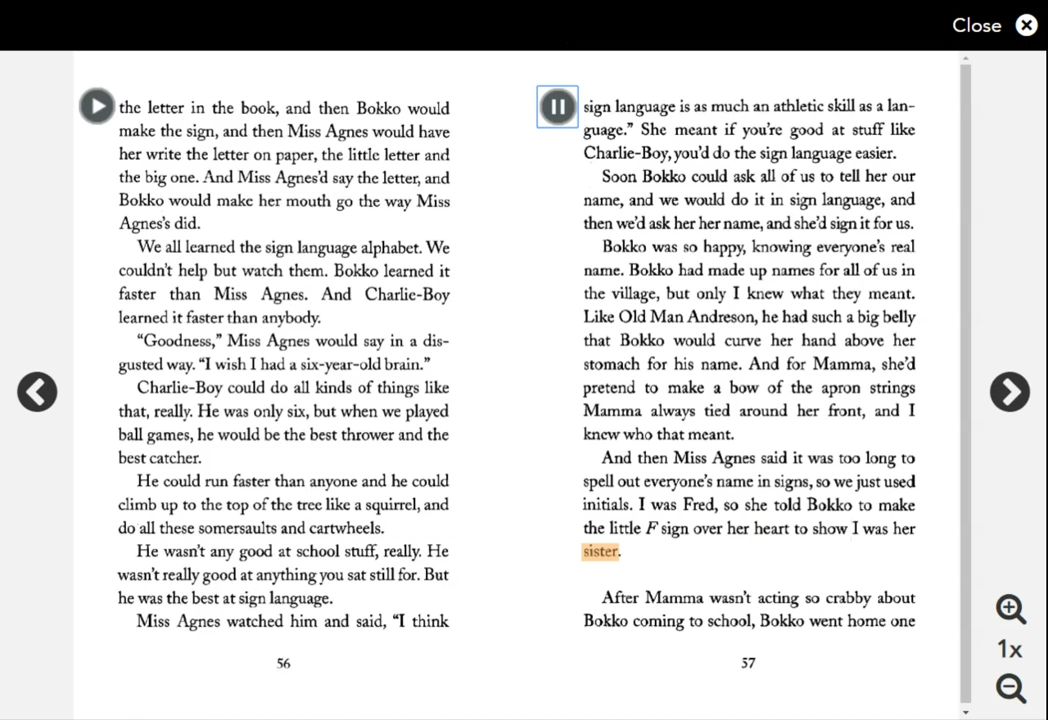 Close
the letter in the book, and then Bokko would
make the sign, and then Miss Agnes would have
her write the letter on paper, the little letter and
the big one. And Miss Agnes'd say the letter, and
Bokko would make her mouth go the way Miss
Agnes's did.
We all learned the sign language alphabet. We
couldn't help but watch them. Bokko learned it
faster than Miss Agnes. And Charlie-Boy
learned it faster than anybody.
“Goodness,” Miss Agnes would say in a dis-
gusted way. “I wish I had a six-year-old brain.”
Charlie-Boy could do all kinds of things like
that, really. He was only six, but when we played
ball games, he would be the best thrower and the
best catcher.
He could run faster than anyone and he could
climb up to the top of the tree like a squirrel, and
do all these somersaults and cartwheels.
He wasn't any good at school stuff, really. He
wasn't really good at anything you sat still for. But
he was the best at sign language.
Miss Agnes watched him and said, “I think
56
sign language is as much an athletic skill as a lan-
guage.” She meant if you're good at stuff like
Charlie-Boy, you'd do the sign language easier.
Soon Bokko could ask all of us to tell her our
name, and we would do it in sign language, and
then we'd ask her her name, and she'd sign it for us.
Bokko was so happy, knowing everyone's real
name. Bokko had made up names for all of us in
the village, but only I knew what they meant.
Like Old Man Andreson, he had such a big belly
that Bokko would curve her hand above her
stomach for his name. And for Mamma, she'd
pretend to make a bow of the apron strings
Mamma always tied around her front, and I
knew who that meant.
And then Miss Agnes said it was too long to
spell out everyone's name in signs, so we just used
initials. I was Fred, so she told Bokko to make
the little F sign over her heart to show I was her
sister.
After Mamma wasn't acting so crabby about
Bokko coming to school, Bokko went home one
57
1x